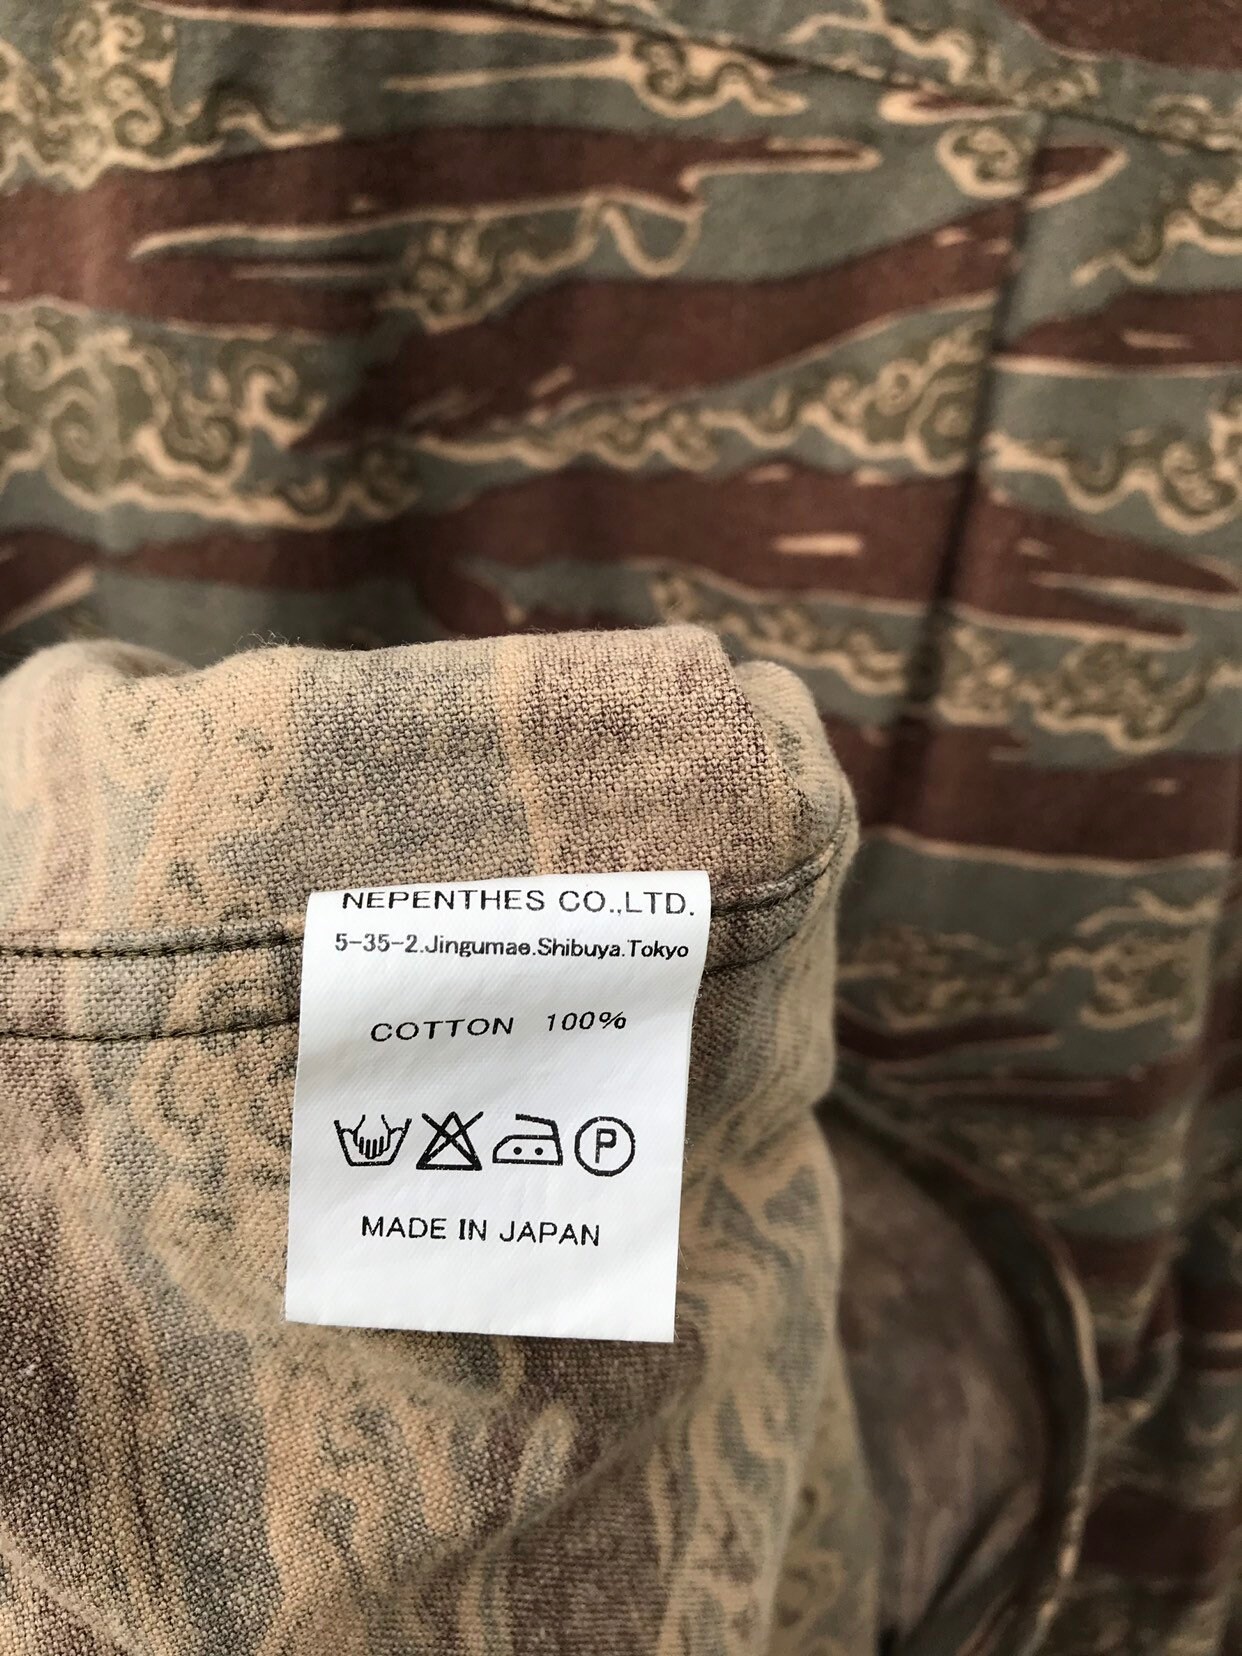 NEPENTHES CO.,LTD.
5-35-2.Jingumae.Shibuya.Tokyo
COTTON 100%
P
MADE IN JAPAN